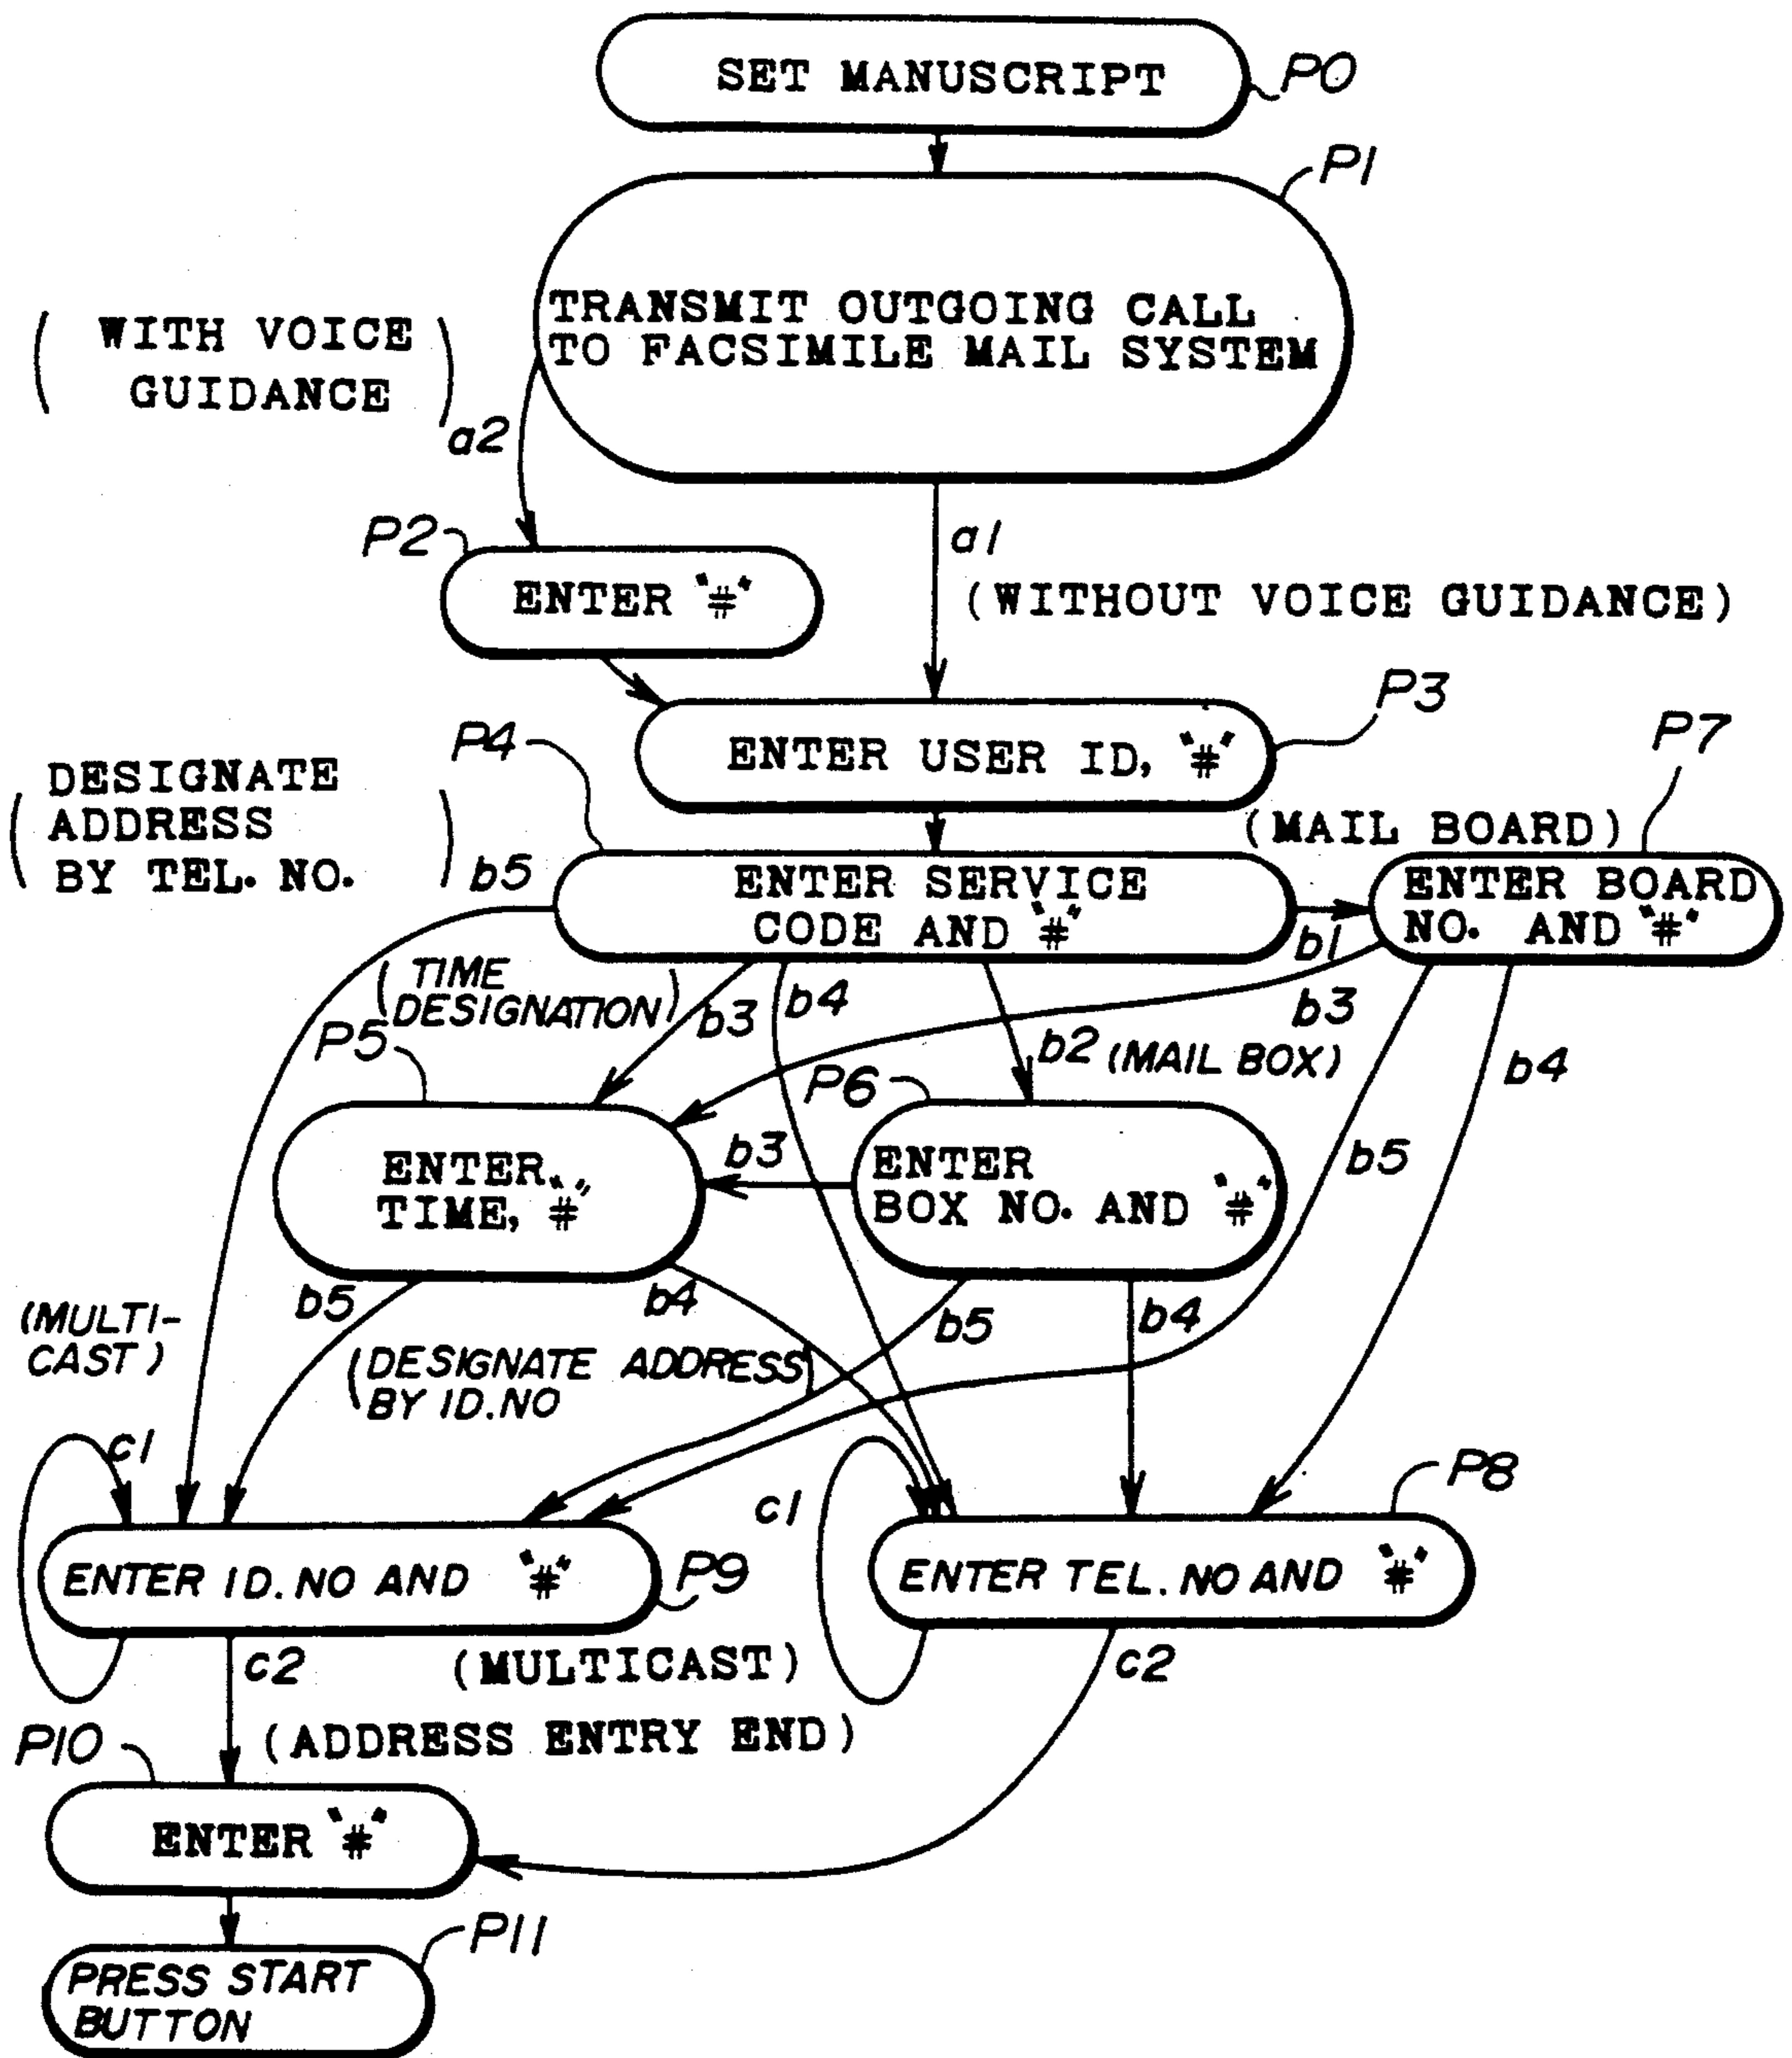 SET MANUSCRIPT
P0
P1
TRANSMIT OUTGOING CALL
TO FACSIMILE MAIL SYSTEM
( WITH VOICE
GUIDANCE )
a2
P2
ENTER "#"
a1
(WITHOUT VOICE GUIDANCE)
P3
ENTER USER ID, "#"
P4
P7
( DESIGNATE
ADDRESS
BY TEL. NO. )
b5
(MAIL BOARD)
ENTER SERVICE
CODE AND "#"
b1
ENTER BOARD
NO. AND "#"
( TIME
DESIGNATION )
b3
b4
b3
b2 (MAIL BOX)
b4
P5
P6
ENTER
TIME, "#"
b3
ENTER
BOX NO. AND "#"
b5
b5
b4
b5
b4
(MULTI-
CAST)
(DESIGNATE ADDRESS
BY ID.NO )
c1
c1
P8
ENTER ID.NO AND "#"
P9
ENTER TEL.NO AND "#"
c2
(MULTICAST)
c2
P10
(ADDRESS ENTRY END)
ENTER "#"
P11
PRESS START
BUTTON